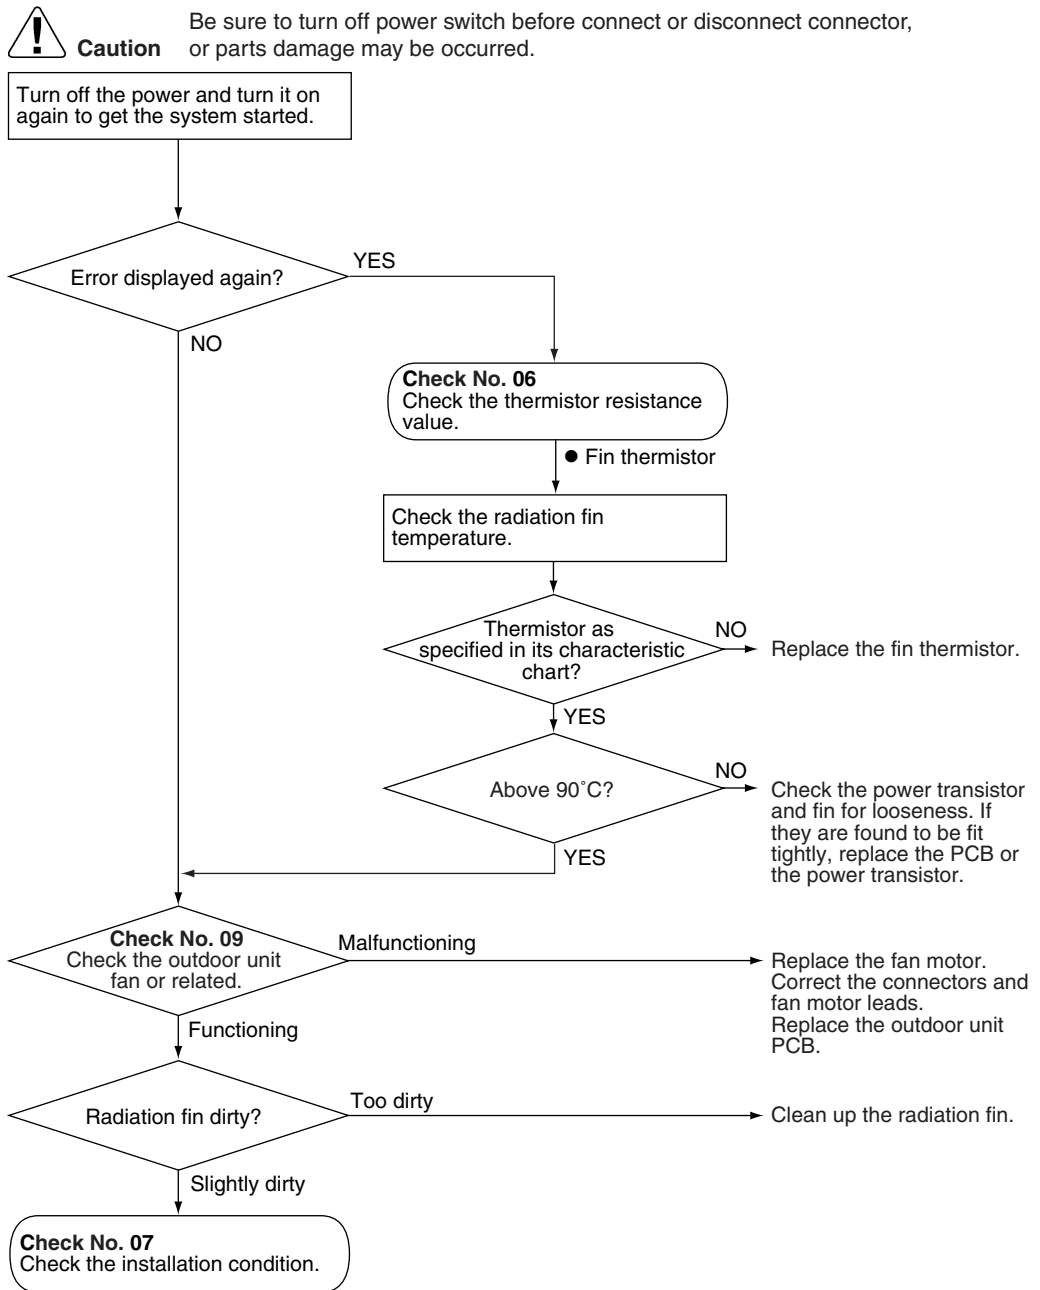 Be sure to turn off power switch before connect or disconnect connector,
Caution or parts damage may be occurred.
Turn off the power and turn it on
again to get the system started.
Error displayed again?
YES
NO
Check No. 06
Check the thermistor resistance
value.
● Fin thermistor
Check the radiation fin
temperature.
Thermistor as
specified in its characteristic
chart?
NO
Replace the fin thermistor.
YES
Above 90˚C?
NO
Check the power transistor
and fin for looseness. If
they are found to be fit
tightly, replace the PCB or
the power transistor.
YES
Check No. 09
Check the outdoor unit
fan or related.
Malfunctioning
Replace the fan motor.
Correct the connectors and
fan motor leads.
Replace the outdoor unit
PCB.
Functioning
Radiation fin dirty?
Too dirty
Clean up the radiation fin.
Slightly dirty
Check No. 07
Check the installation condition.